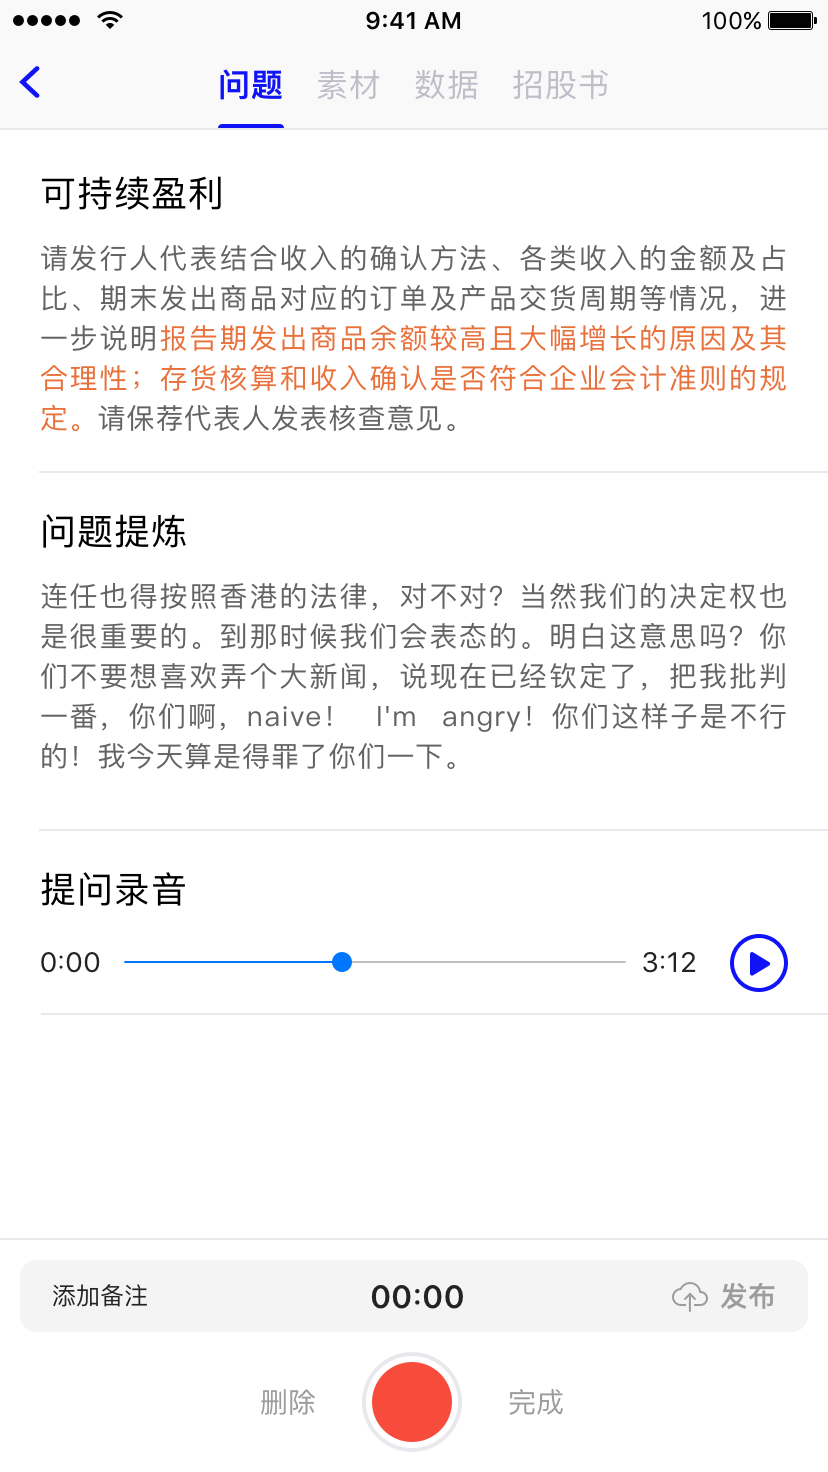 9:41 AM
100%
问题 素材 数据 招股书
可持续盈利
请发行人代表结合收入的确认方法、各类收入的金额及占
比、期末发出商品对应的订单及产品交货周期等情况，进
一步说明报告期发出商品余额较高且大幅增长的原因及其
合理性；存货核算和收入确认是否符合企业会计准则的规
定。请保荐代表人发表核查意见。
问题提炼
连任也得按照香港的法律，对不对？当然我们的决定权也
是很重要的。到那时候我们会表态的。明白这意思吗？你
们不要想喜欢弄个大新闻，说现在已经钦定了，把我批判
一番，你们啊，naive！ I'm angry！你们这样子是不行
的！我今天算是得罪了你们一下。
提问录音
0:00 3:12
添加备注 00:00 发布
删除 完成